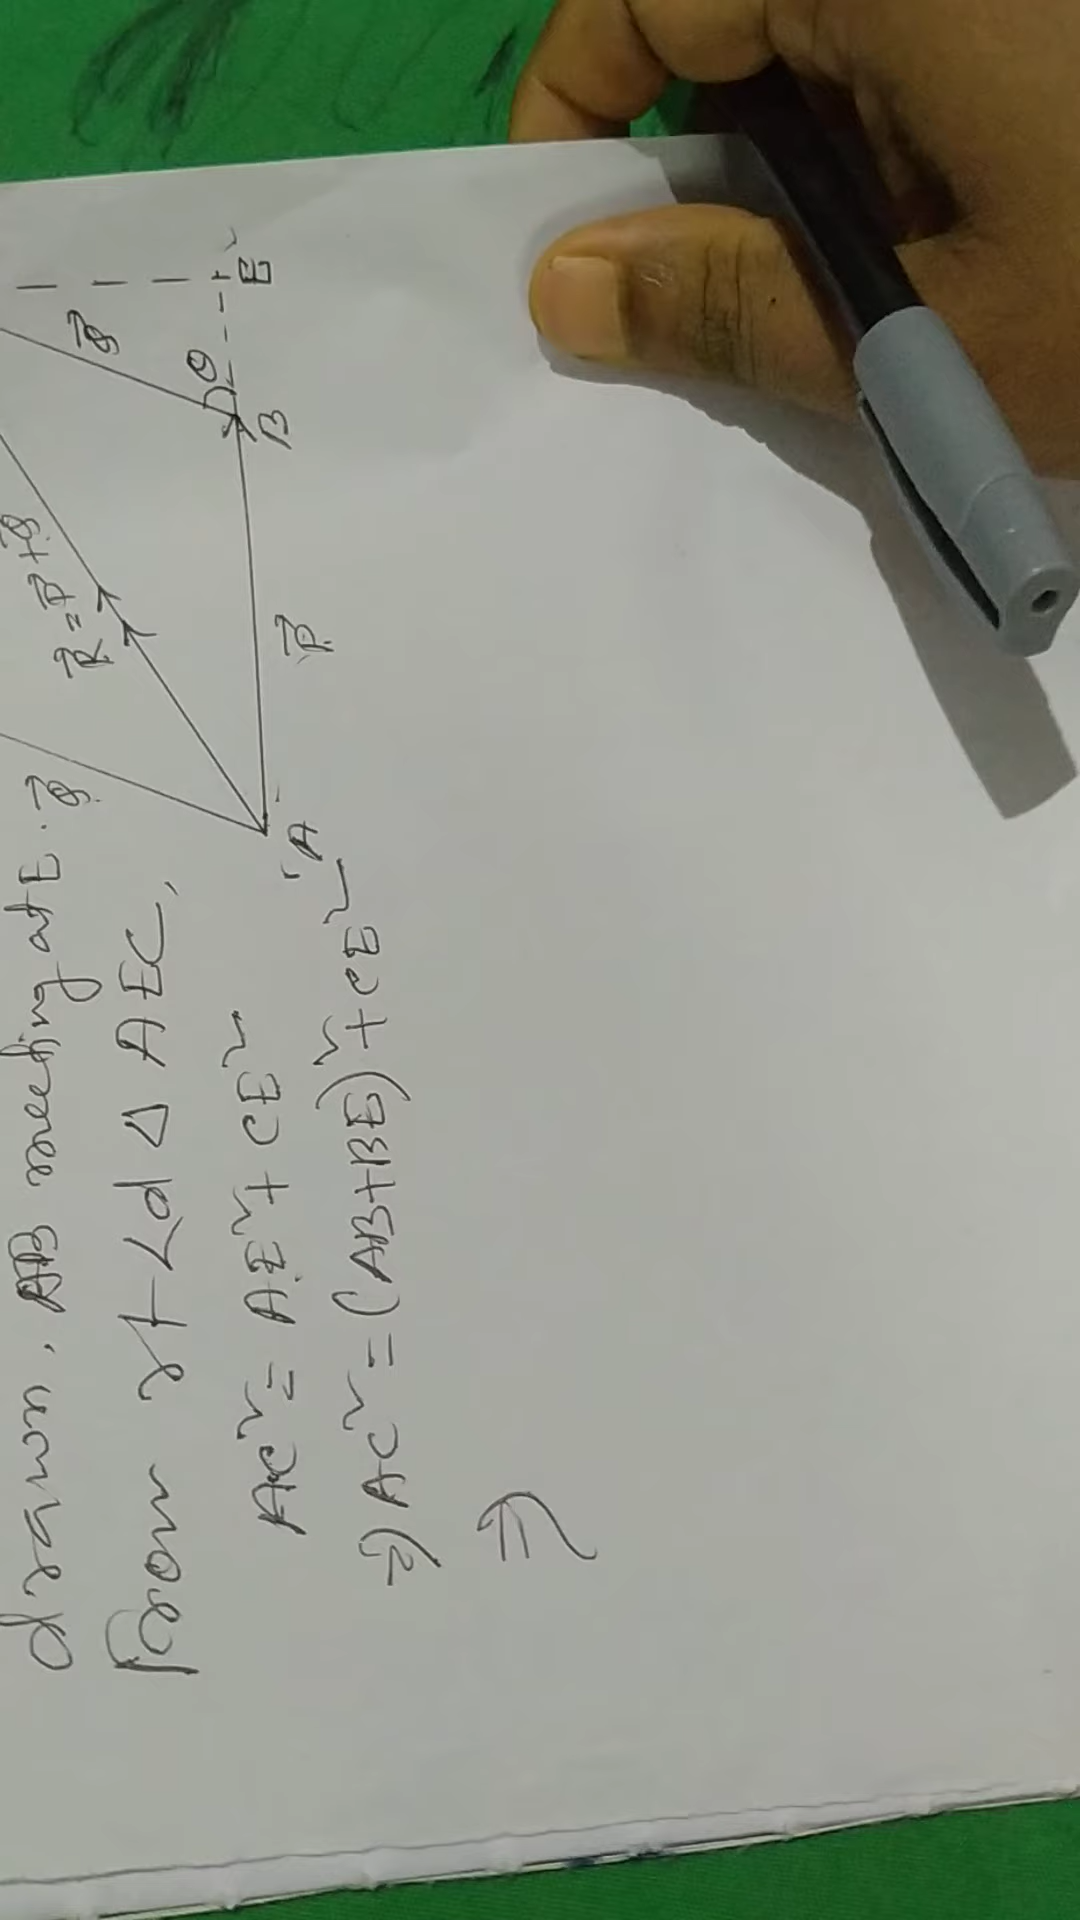 drawn. AB meeting at E.
From rt∠d Δ AEC,
AC² = AE² + CE²
⇒ AC² = (AB+BE)² + CE²
⇒
R⃗ = P⃗ + Q⃗
Q⃗
Q⃗
θ
P⃗
A
B
E